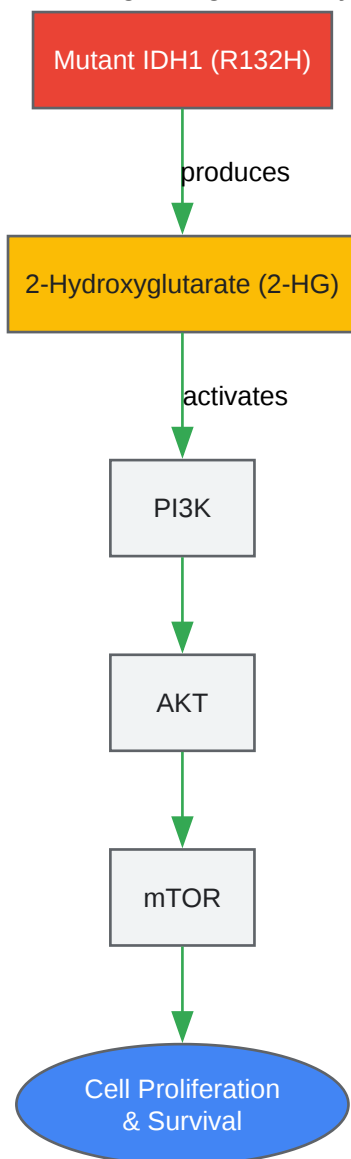 Mutant IDH1 (R132H)
produces
2-Hydroxyglutarate (2-HG)
activates
PI3K
AKT
mTOR
Cell Proliferation
& Survival